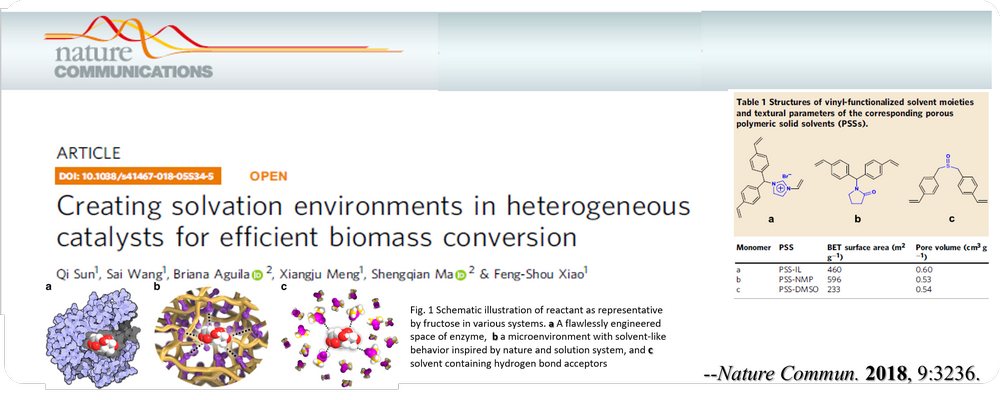 nature
COMMUNICATIONS
ARTICLE
DOI: 10.1038/s41467-018-05534-5 OPEN
Creating solvation environments in heterogeneous
catalysts for efficient biomass conversion
Qi Sun1, Sai Wang1, Briana Aguila 2, Xiangju Meng1, Shengqian Ma 2 & Feng-Shou Xiao1
a b c
Fig. 1 Schematic illustration of reactant as representative
by fructose in various systems. a A flawlessly engineered
space of enzyme, b a microenvironment with solvent-like
behavior inspired by nature and solution system, and c
solvent containing hydrogen bond acceptors
Table 1 Structures of vinyl-functionalized solvent moieties
and textural parameters of the corresponding porous
polymeric solid solvents (PSSs).
Br−
N + N
N O
O
S
a b c
Monomer PSS BET surface area (m2 Pore volume (cm3 g
g−1) −1)
a PSS-IL 460 0.60
b PSS-NMP 596 0.53
c PSS-DMSO 233 0.54
--Nature Commun. 2018, 9:3236.